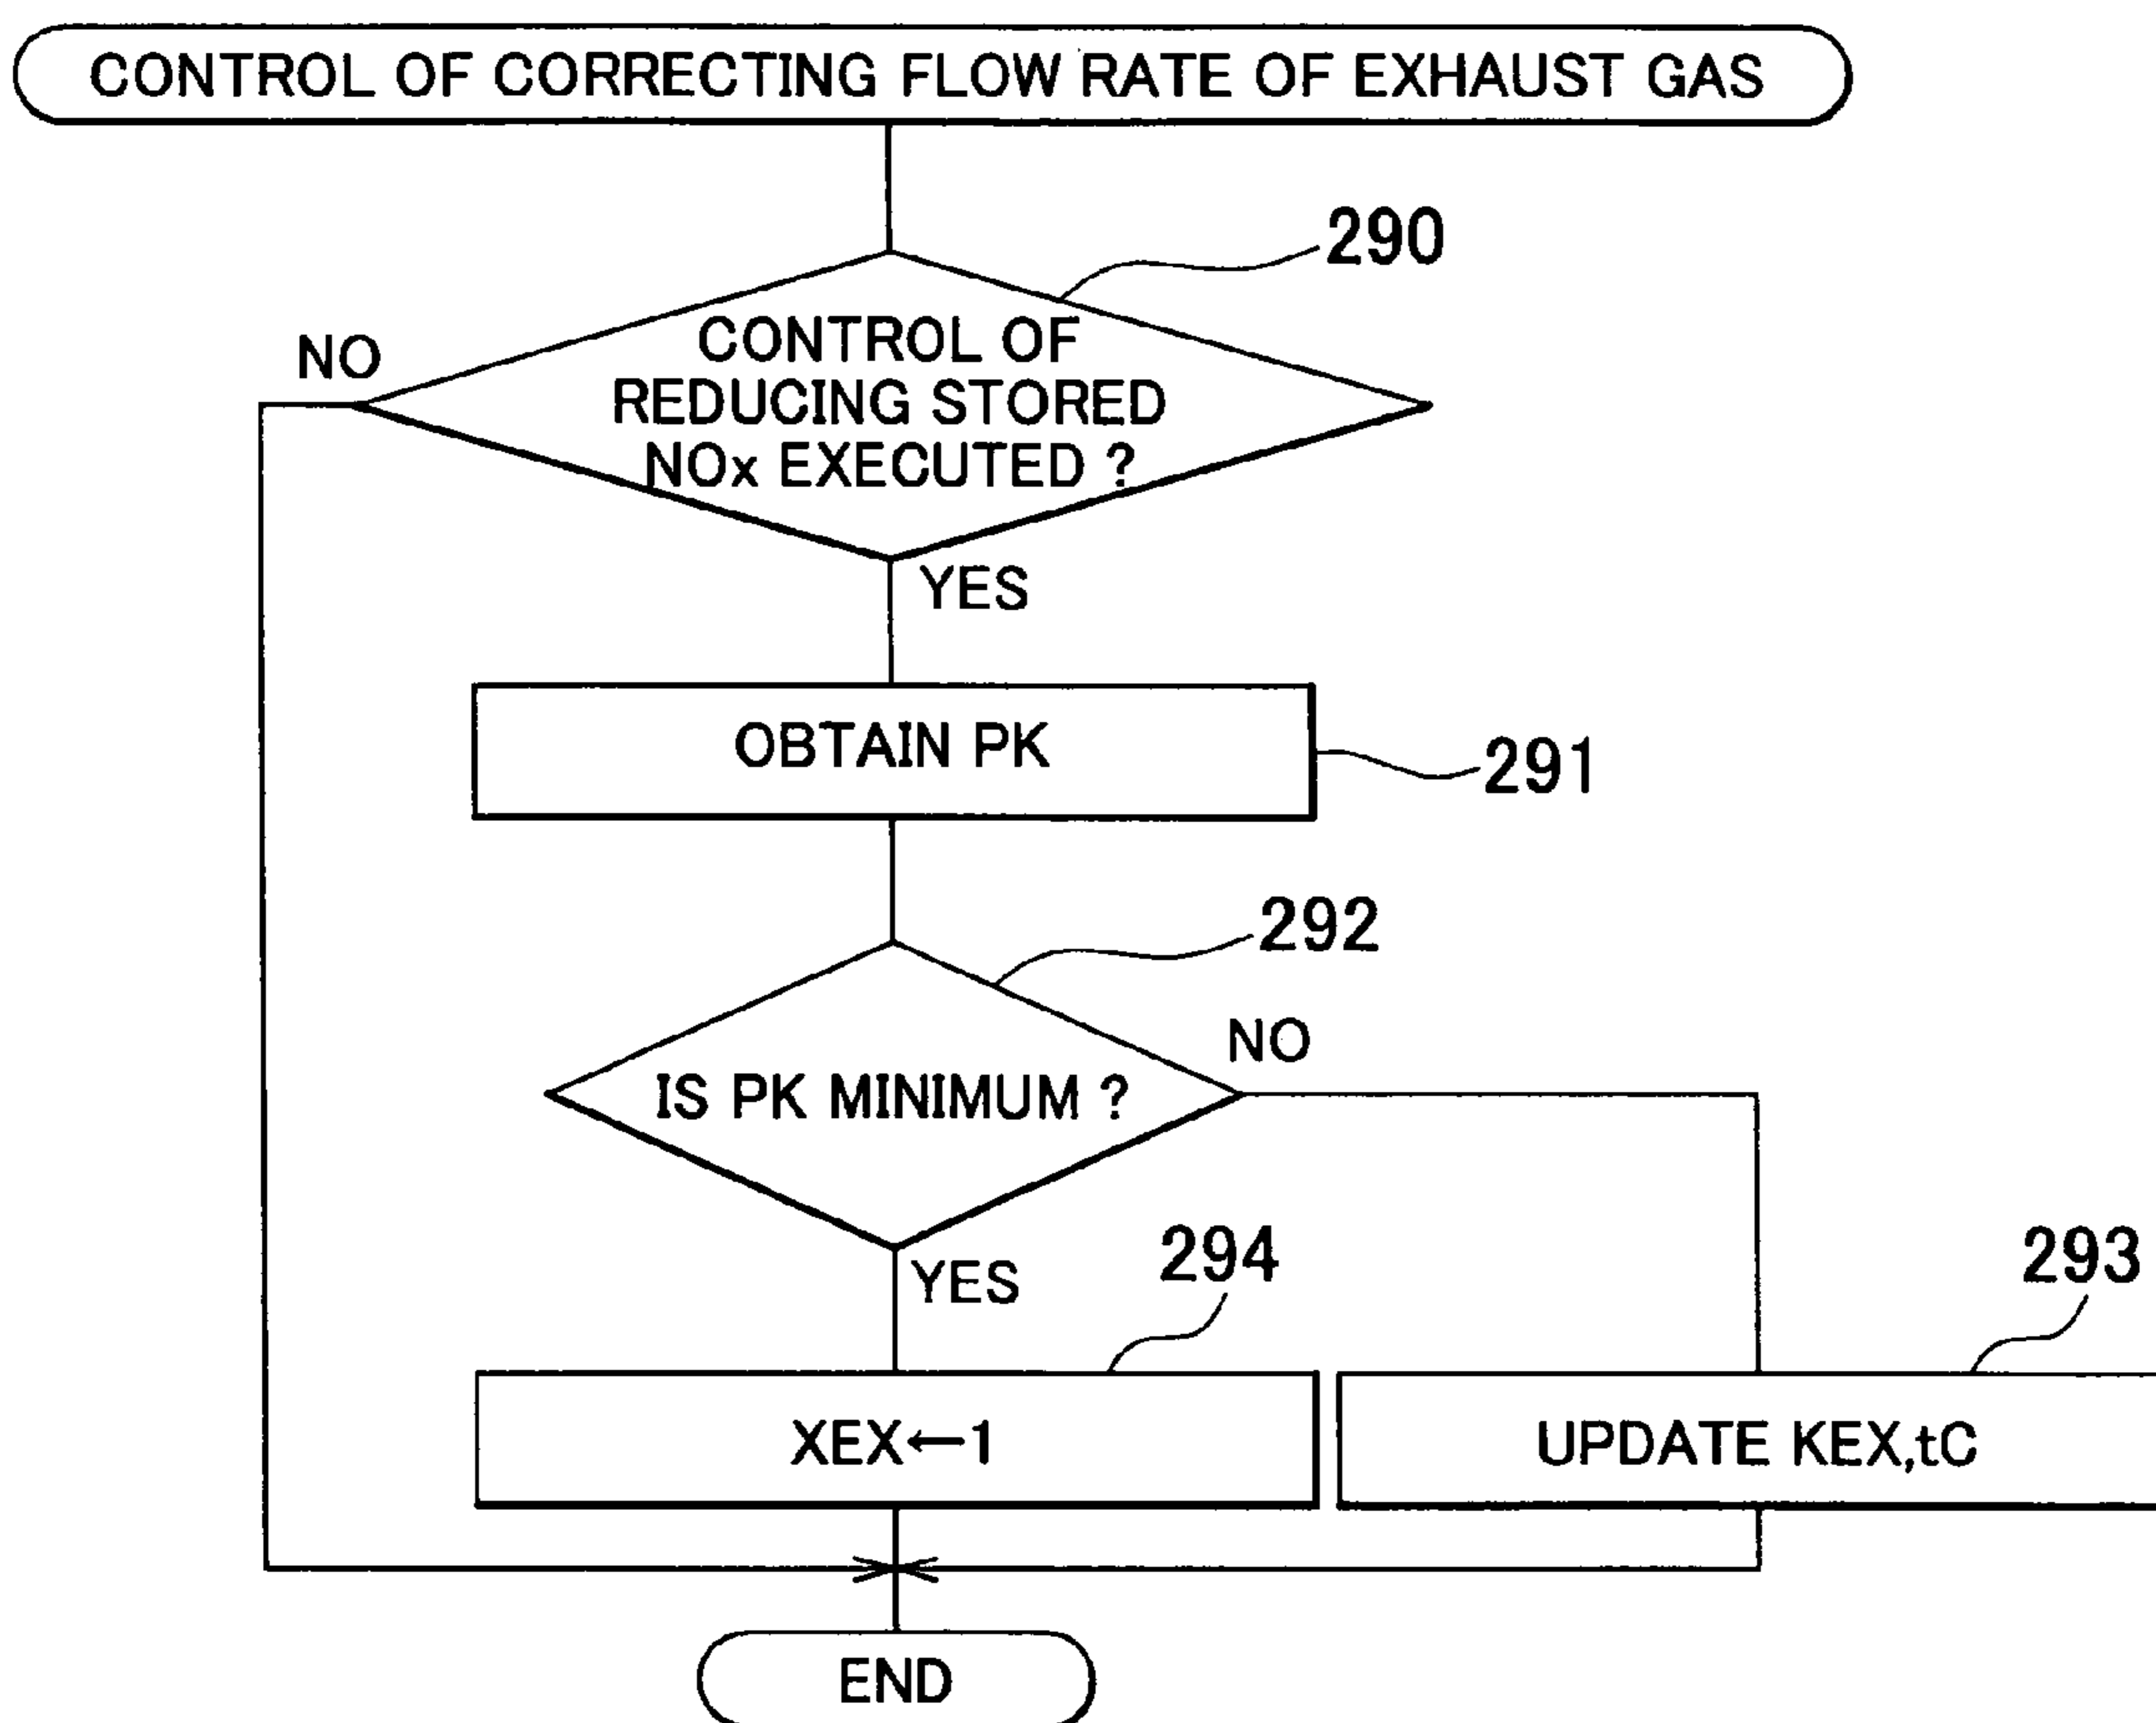 CONTROL OF CORRECTING FLOW RATE OF EXHAUST GAS
290
NO
CONTROL OF
REDUCING STORED
NOx EXECUTED ?
YES
OBTAIN PK
291
292
NO
IS PK MINIMUM ?
YES
294
293
XEX←1
UPDATE KEX,tC
END